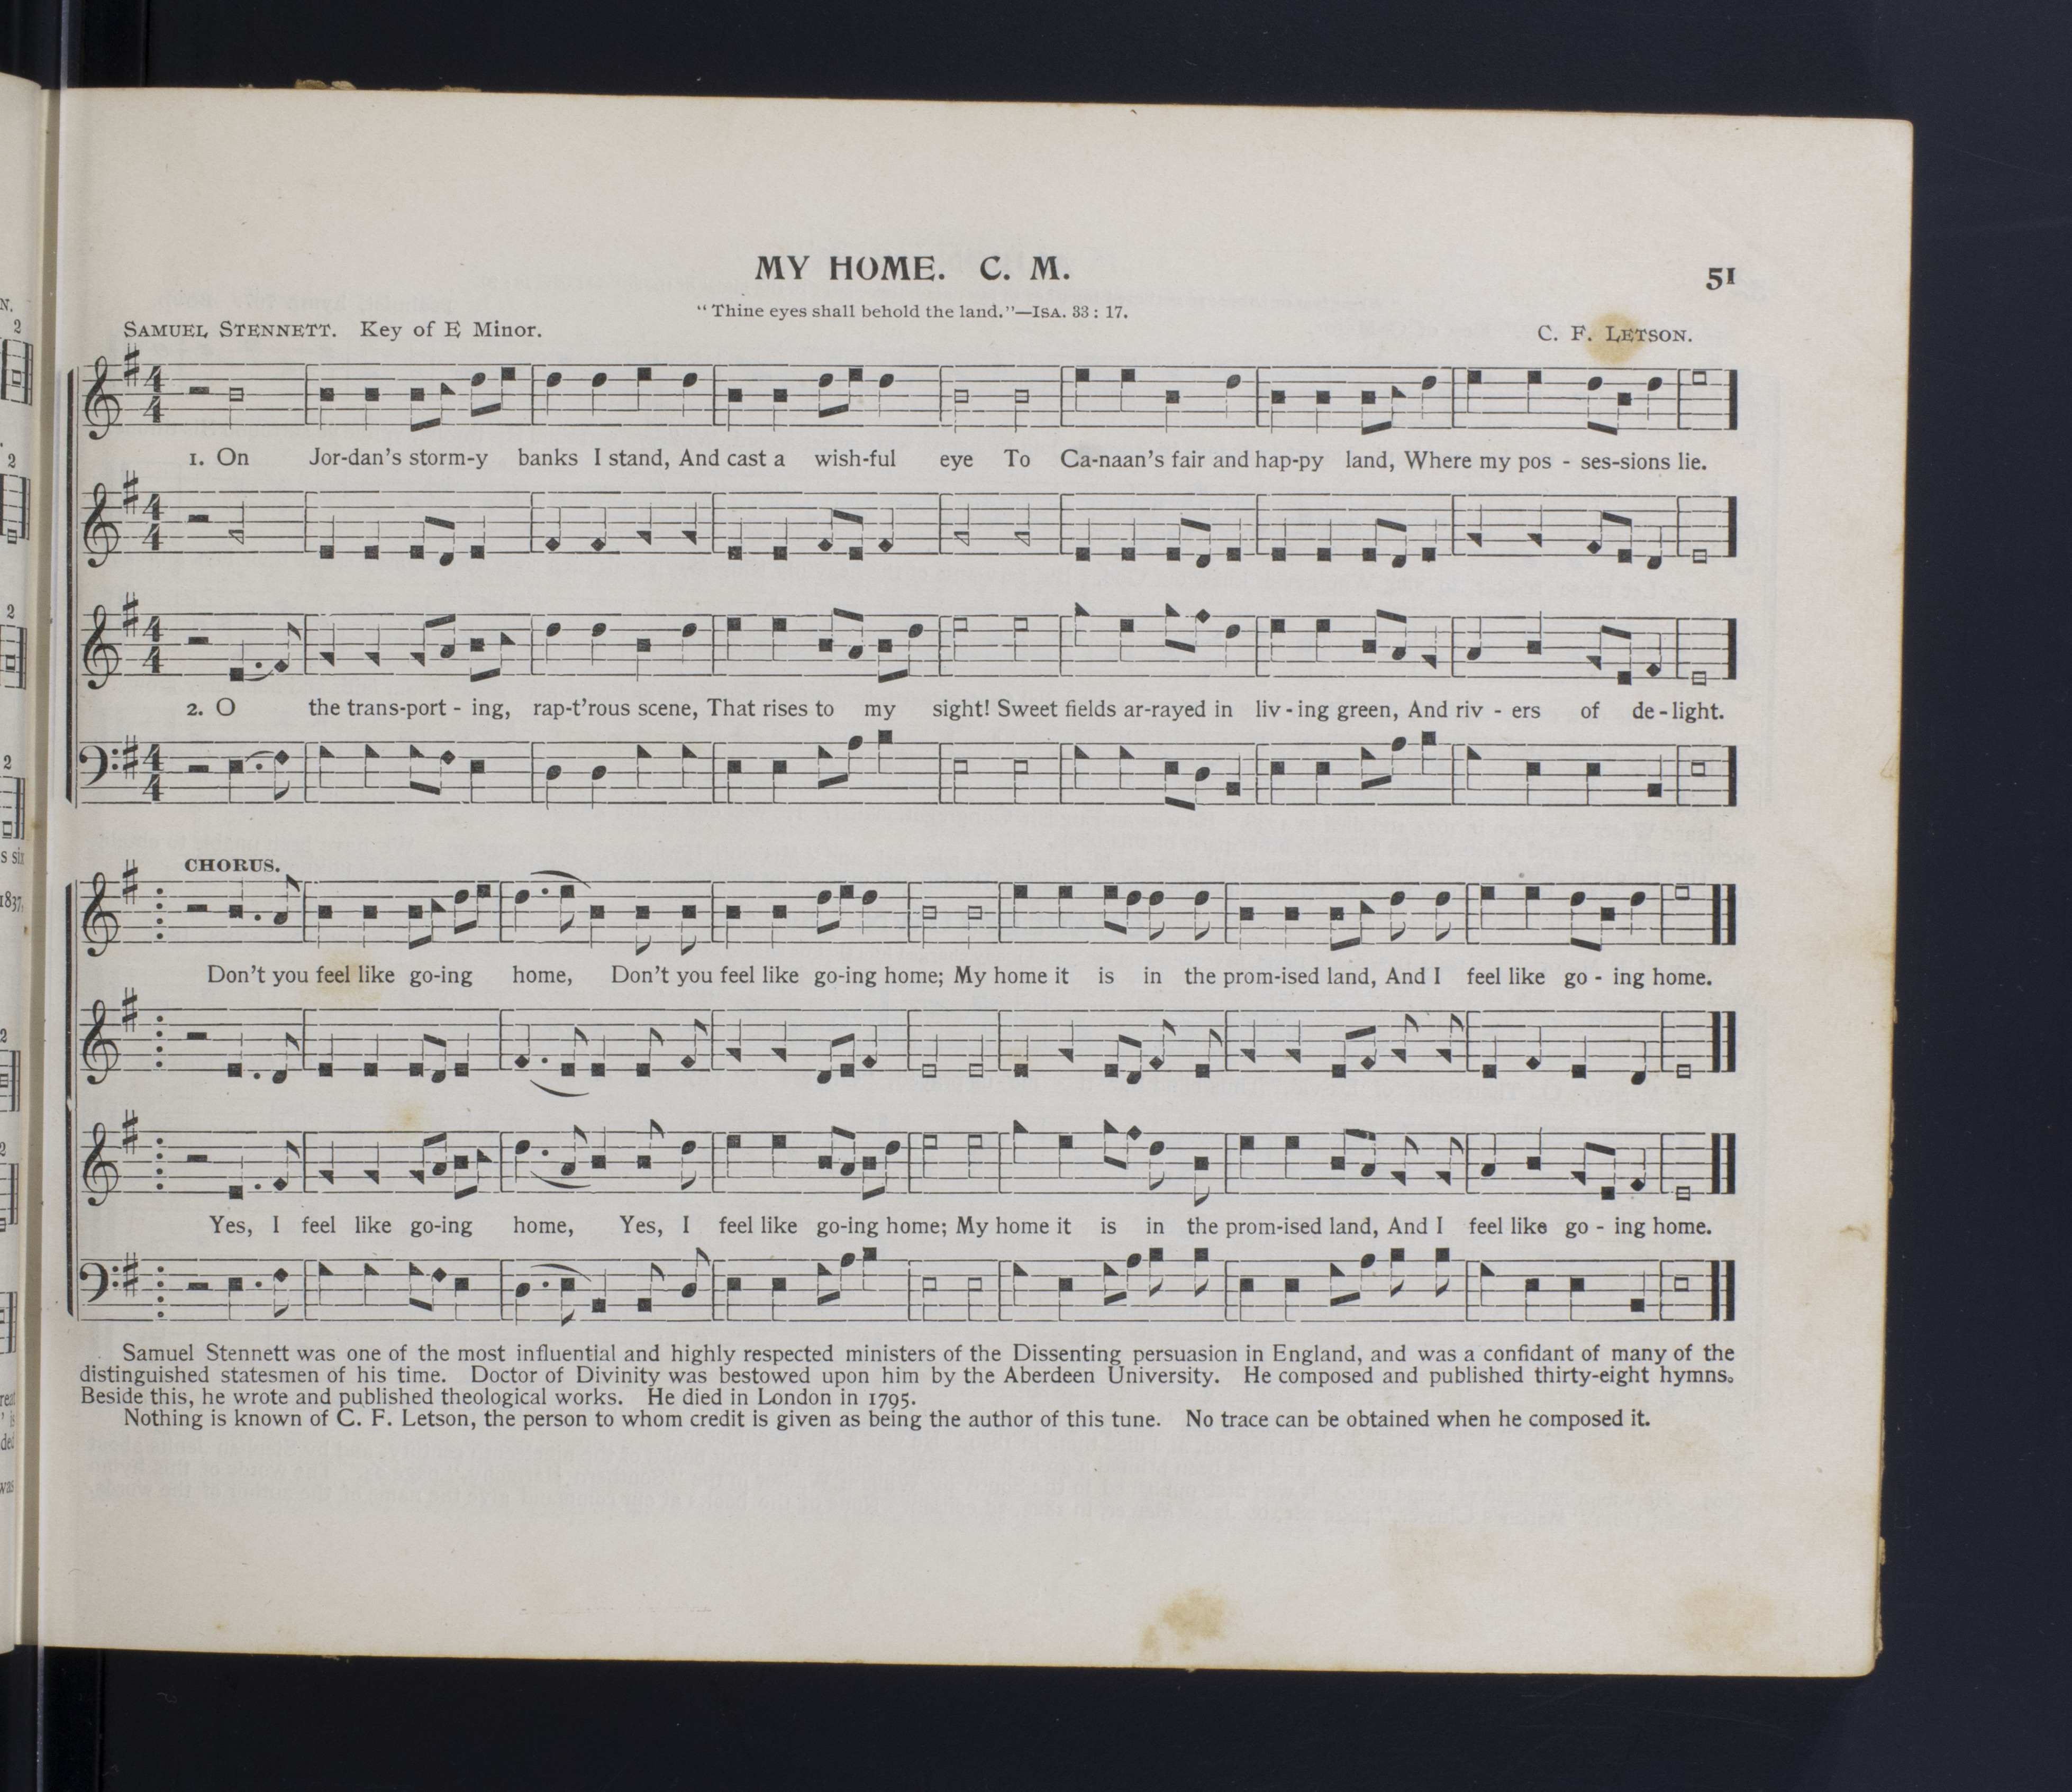 MY HOME. C. M.
51
"Thine eyes shall behold the land."—ISA. 33 : 17.
SAMUEL STENNETT. Key of E Minor.
C. F. LETSON.
1. On Jor-dan's storm-y banks I stand, And cast a wish-ful eye To Ca-naan's fair and hap-py land, Where my pos - ses-sions lie.
2. O the trans-port - ing, rap-t'rous scene, That rises to my sight! Sweet fields ar-rayed in liv - ing green, And riv - ers of de - light.
CHORUS.
Don't you feel like go-ing home, Don't you feel like go-ing home; My home it is in the prom-ised land, And I feel like go - ing home.
Yes, I feel like go-ing home, Yes, I feel like go-ing home; My home it is in the prom-ised land, And I feel like go - ing home.
Samuel Stennett was one of the most influential and highly respected ministers of the Dissenting persuasion in England, and was a confidant of many of the
distinguished statesmen of his time. Doctor of Divinity was bestowed upon him by the Aberdeen University. He composed and published thirty-eight hymns.
Beside this, he wrote and published theological works. He died in London in 1795.
Nothing is known of C. F. Letson, the person to whom credit is given as being the author of this tune. No trace can be obtained when he composed it.